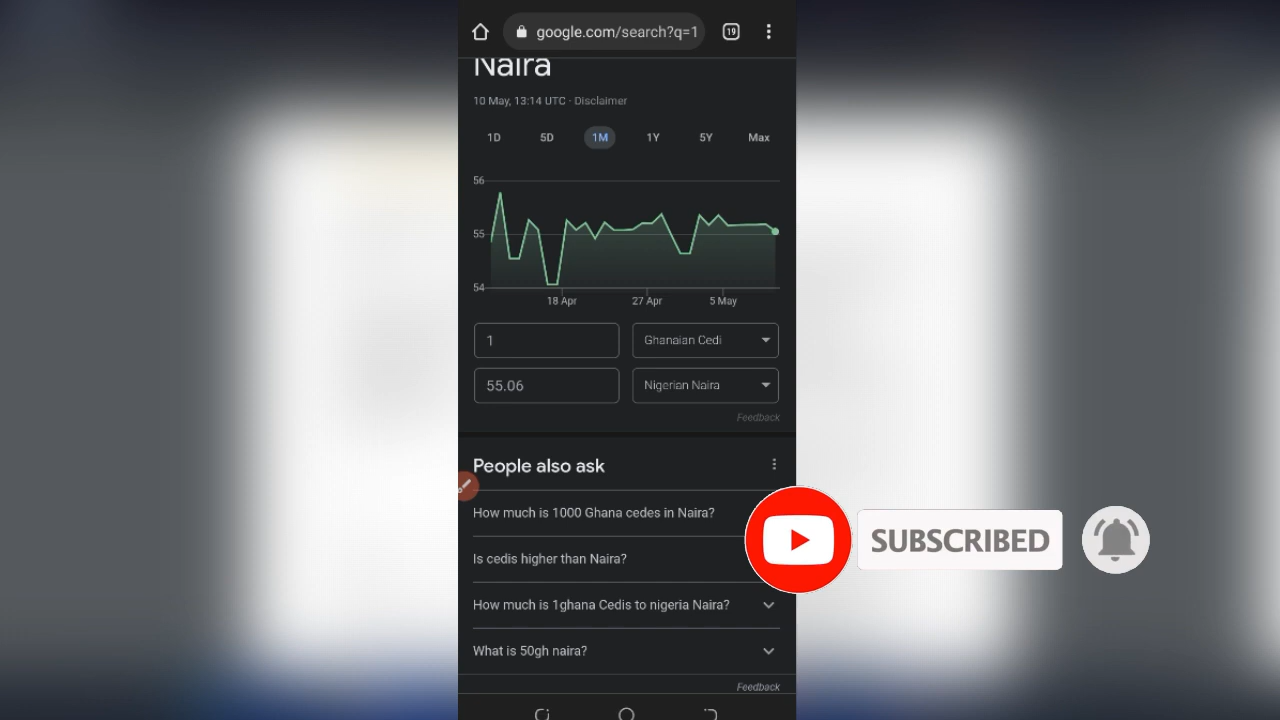 google.com/search?q=1
19
Naira
10 May, 13:14 UTC · Disclaimer
1D 5D 1M 1Y 5Y Max
56
55
54
18 Apr 27 Apr 5 May
1 Ghanaian Cedi
55.06 Nigerian Naira
Feedback
People also ask
How much is 1000 Ghana cedes in Naira?
Is cedis higher than Naira?
SUBSCRIBED
How much is 1ghana Cedis to nigeria Naira?
What is 50gh naira?
Feedback